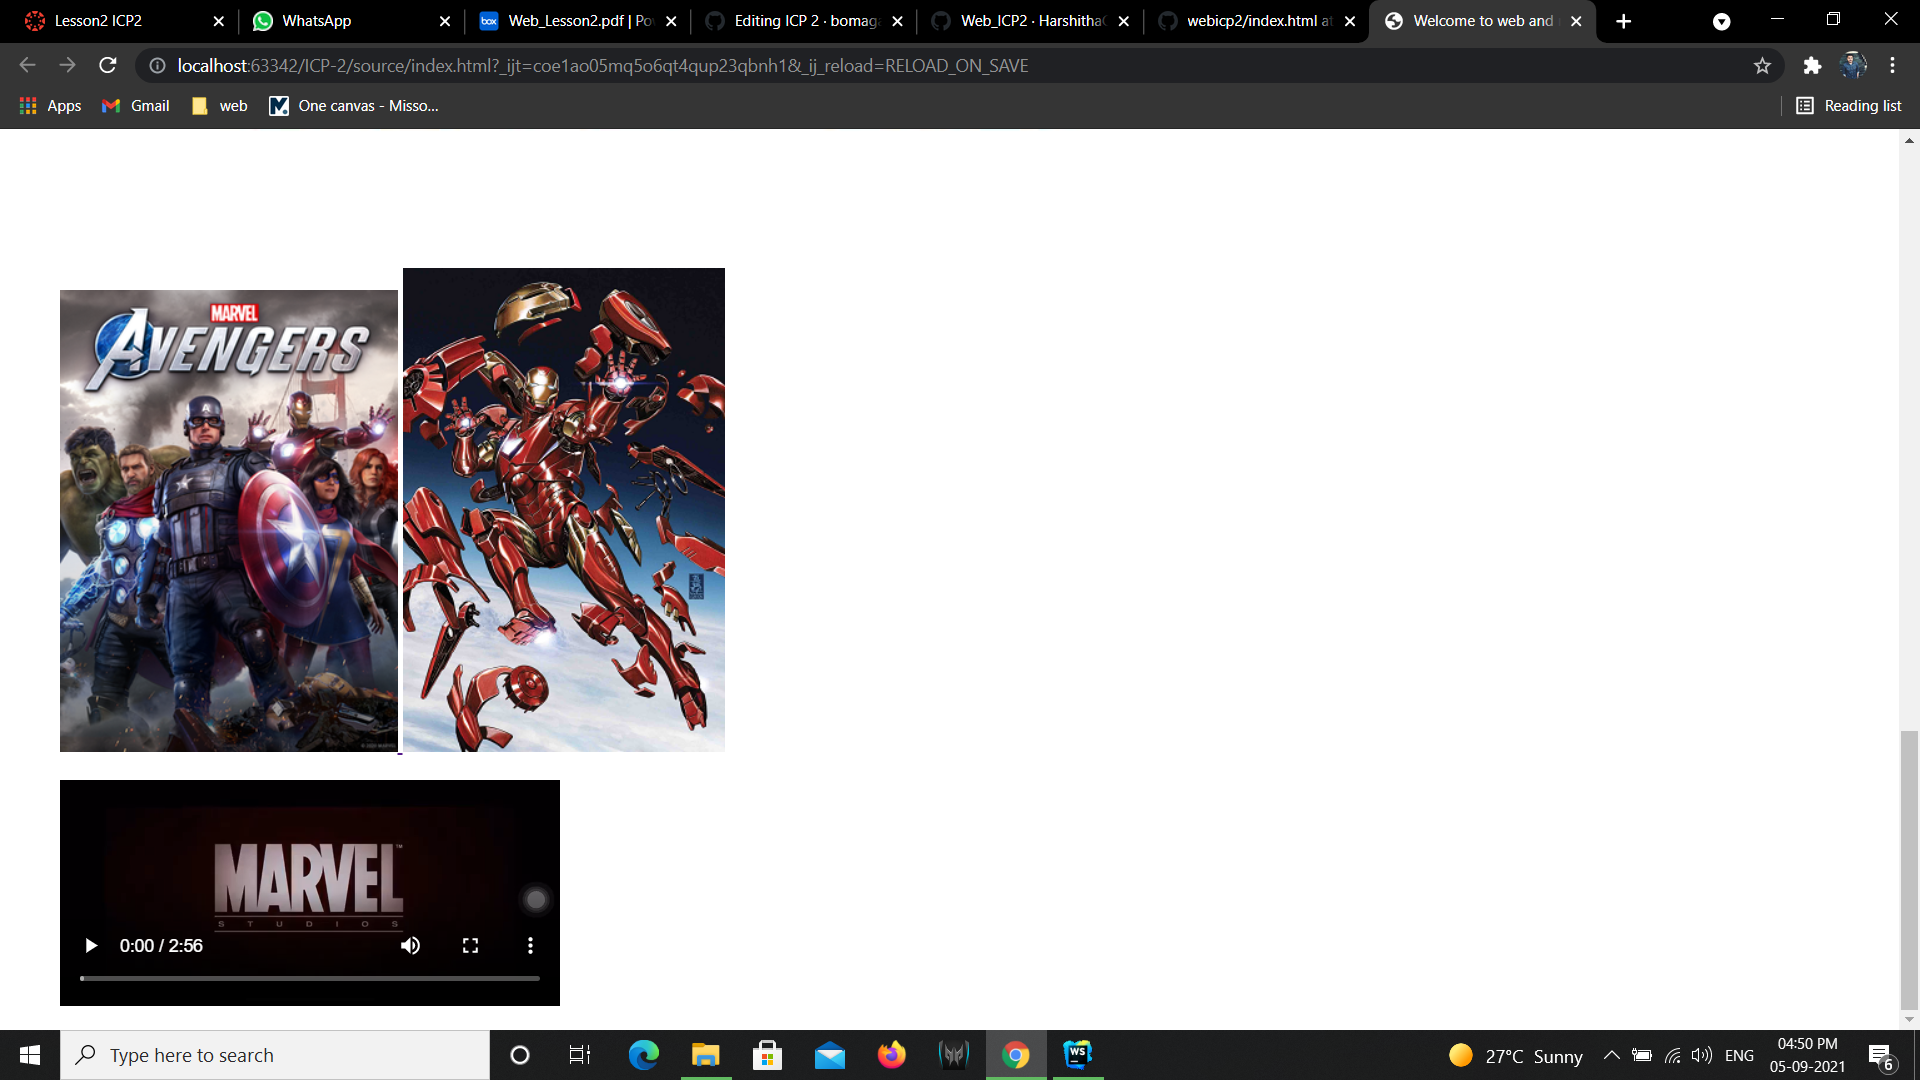 Lesson2 ICP2
WhatsApp
box Web_Lesson2.pdf | Po
Editing ICP 2 · bomag
Web_ICP2 · Harshitha
webicp2/index.html at
Welcome to web and
localhost:63342/ICP-2/source/index.html?_ijt=coe1ao05mq5o6qt4qup23qbnh1&_ij_reload=RELOAD_ON_SAVE
Apps
Gmail
web
One canvas - Misso...
Reading list
MARVEL
AVENGERS
MARVEL
STUDIOS
0:00 / 2:56
Type here to search
WS
27°C Sunny
ENG
04:50 PM
05-09-2021
6